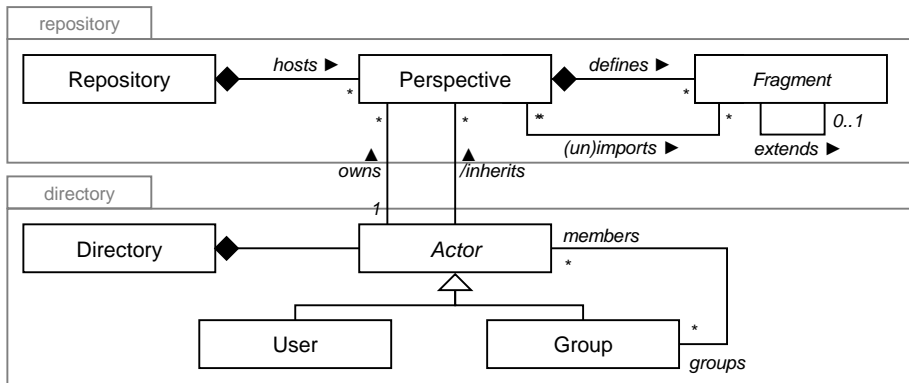 repository
hosts ►
defines ►
Repository
Perspective
Fragment
*
*
*
*
**
*
0..1
(un)imports ►
extends ►
▲
▲
owns
/inherits
directory
1
Directory
Actor
members
*
User
Group
*
groups